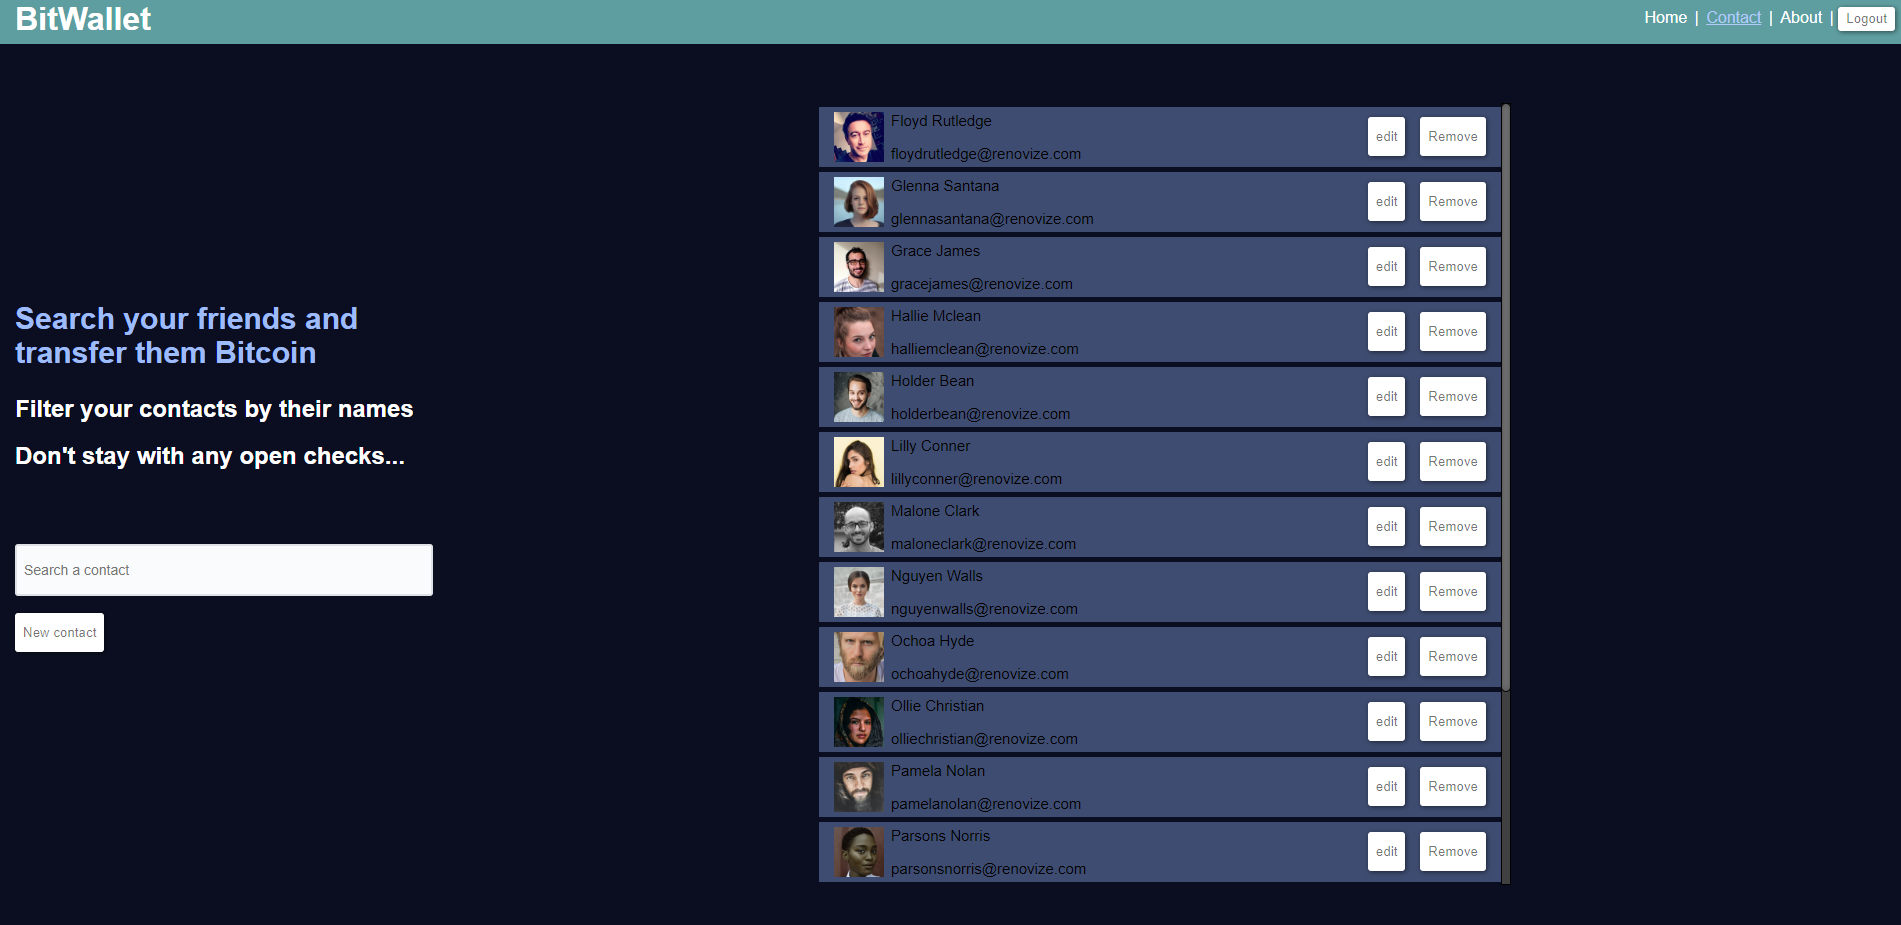 BitWallet
Home | Contact | About | Logout
Search your friends and
transfer them Bitcoin
Filter your contacts by their names
Don't stay with any open checks...
Search a contact
New contact
Floyd Rutledge
floydrutledge@renovize.com
edit Remove
Glenna Santana
glennasantana@renovize.com
edit Remove
Grace James
gracejames@renovize.com
edit Remove
Hallie Mclean
halliemclean@renovize.com
edit Remove
Holder Bean
holderbean@renovize.com
edit Remove
Lilly Conner
lillyconner@renovize.com
edit Remove
Malone Clark
maloneclark@renovize.com
edit Remove
Nguyen Walls
nguyenwalls@renovize.com
edit Remove
Ochoa Hyde
ochoahyde@renovize.com
edit Remove
Ollie Christian
olliechristian@renovize.com
edit Remove
Pamela Nolan
pamelanolan@renovize.com
edit Remove
Parsons Norris
parsonsnorris@renovize.com
edit Remove